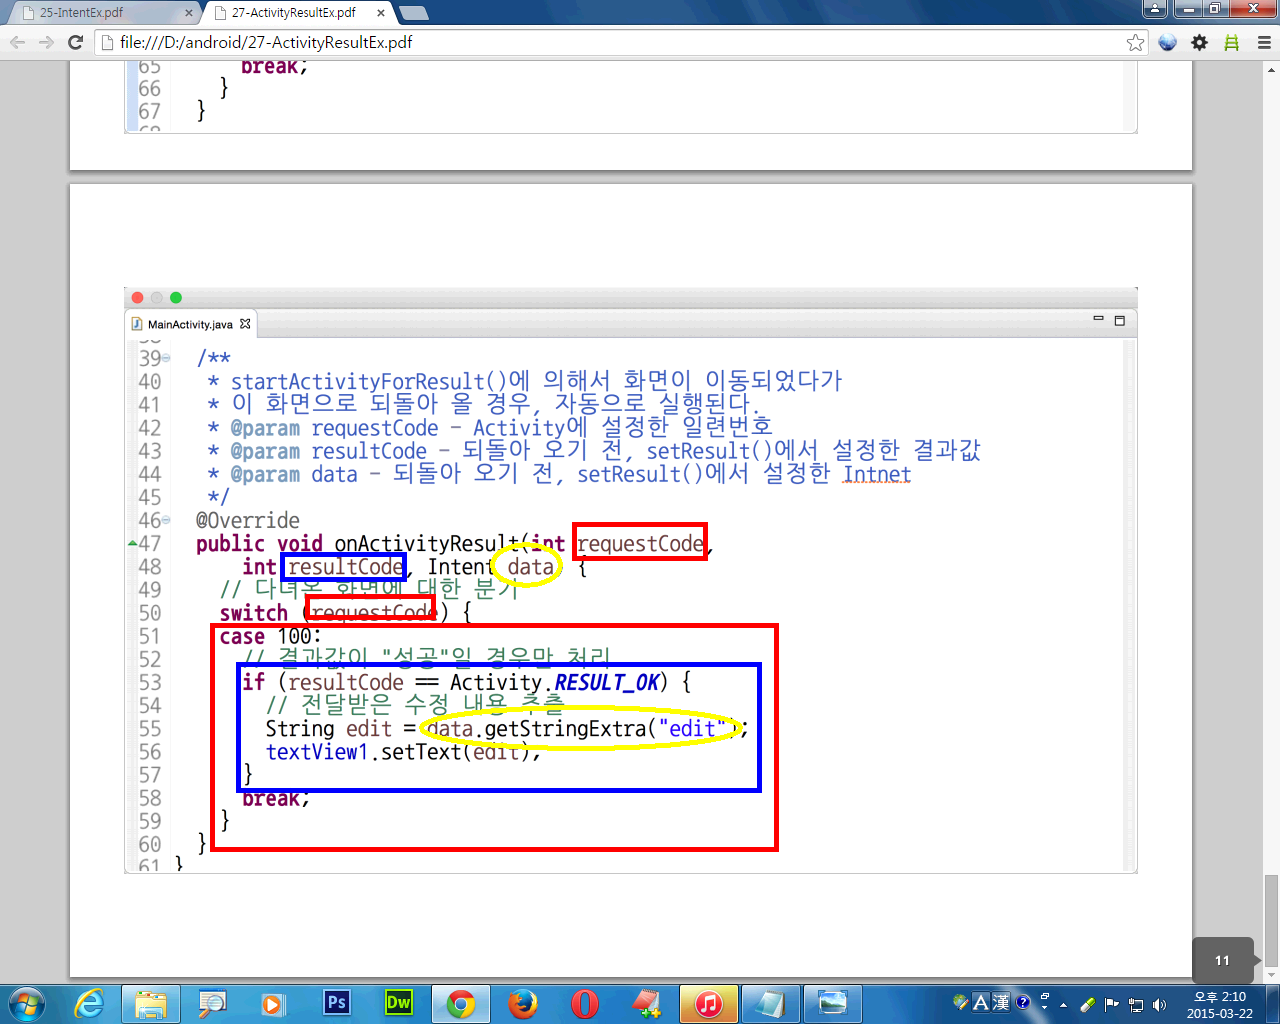 25-IntentEx.pdf
27-ActivityResultEx.pdf
file:///D:/android/27-ActivityResultEx.pdf
65 break;
66 }
67 }
68
MainActivity.java
39 /**
40 * startActivityForResult()에 의해서 화면이 이동되었다가
41 * 이 화면으로 되돌아 올 경우, 자동으로 실행된다.
42 * @param requestCode - Activity에 설정한 일련번호
43 * @param resultCode - 되돌아 오기 전, setResult()에서 설정한 결과값
44 * @param data - 되돌아 오기 전, setResult()에서 설정한 Intnet
45 */
46 @Override
47 public void onActivityResult(int requestCode,
48 int resultCode, Intent data) {
49 // 다녀온 화면에 대한 분기
50 switch (requestCode) {
51 case 100:
52 // 결과값이 "성공"일 경우만 처리
53 if (resultCode == Activity.RESULT_OK) {
54 // 전달받은 수정 내용 추출
55 String edit = data.getStringExtra("edit");
56 textView1.setText(edit);
57 }
58 break;
59 }
60 }
61 }
11
Ps
Dw
A 漢
오후 2:10
2015-03-22